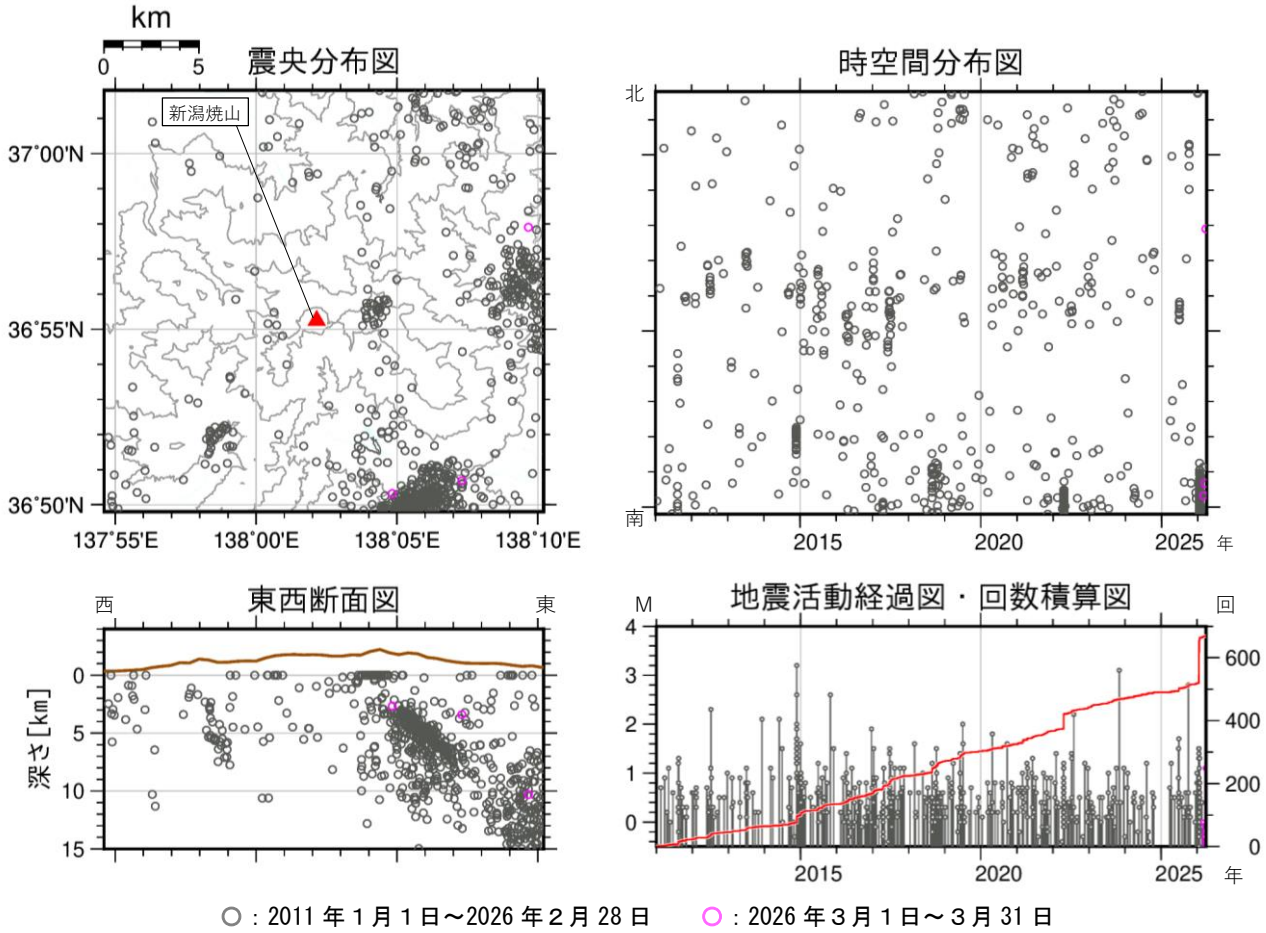 km
0 5
震央分布図
新潟焼山
37°00'N
36°55'N
36°50'N
137°55'E 138°00'E 138°05'E 138°10'E
時空間分布図
北
南
2015 2020 2025 年
東西断面図
西 東
深さ[km]
0
5
10
15
地震活動経過図・回数積算図
M 回
4
3
2
1
0
600
400
200
0
2015 2020 2025 年
○：2011年１月１日～2026年２月28日 ○：2026年３月１日～３月31日